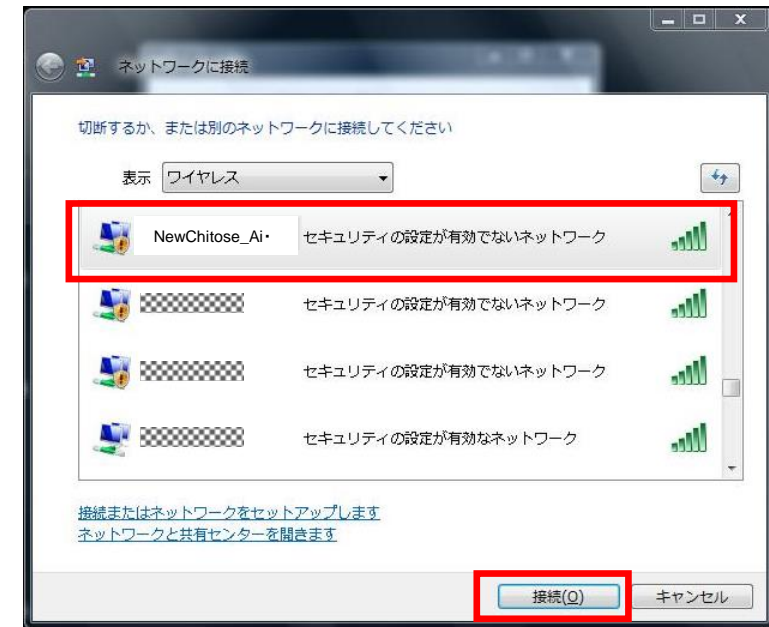 ネットワークに接続
切断するか、または別のネットワークに接続してください
表示 ワイヤレス
NewChitose_Ai・ セキュリティの設定が有効でないネットワーク
セキュリティの設定が有効でないネットワーク
セキュリティの設定が有効でないネットワーク
セキュリティの設定が有効なネットワーク
接続またはネットワークをセットアップします
ネットワークと共有センターを開きます
接続(O) キャンセル